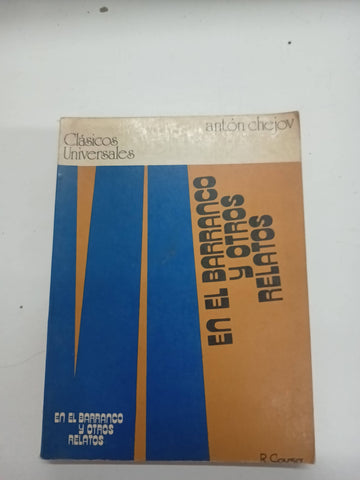 antón chejov
Clásicos
Universales
EN EL BARRANCO
Y OTROS
RELATOS
EN EL BARRANCO
Y OTROS
RELATOS